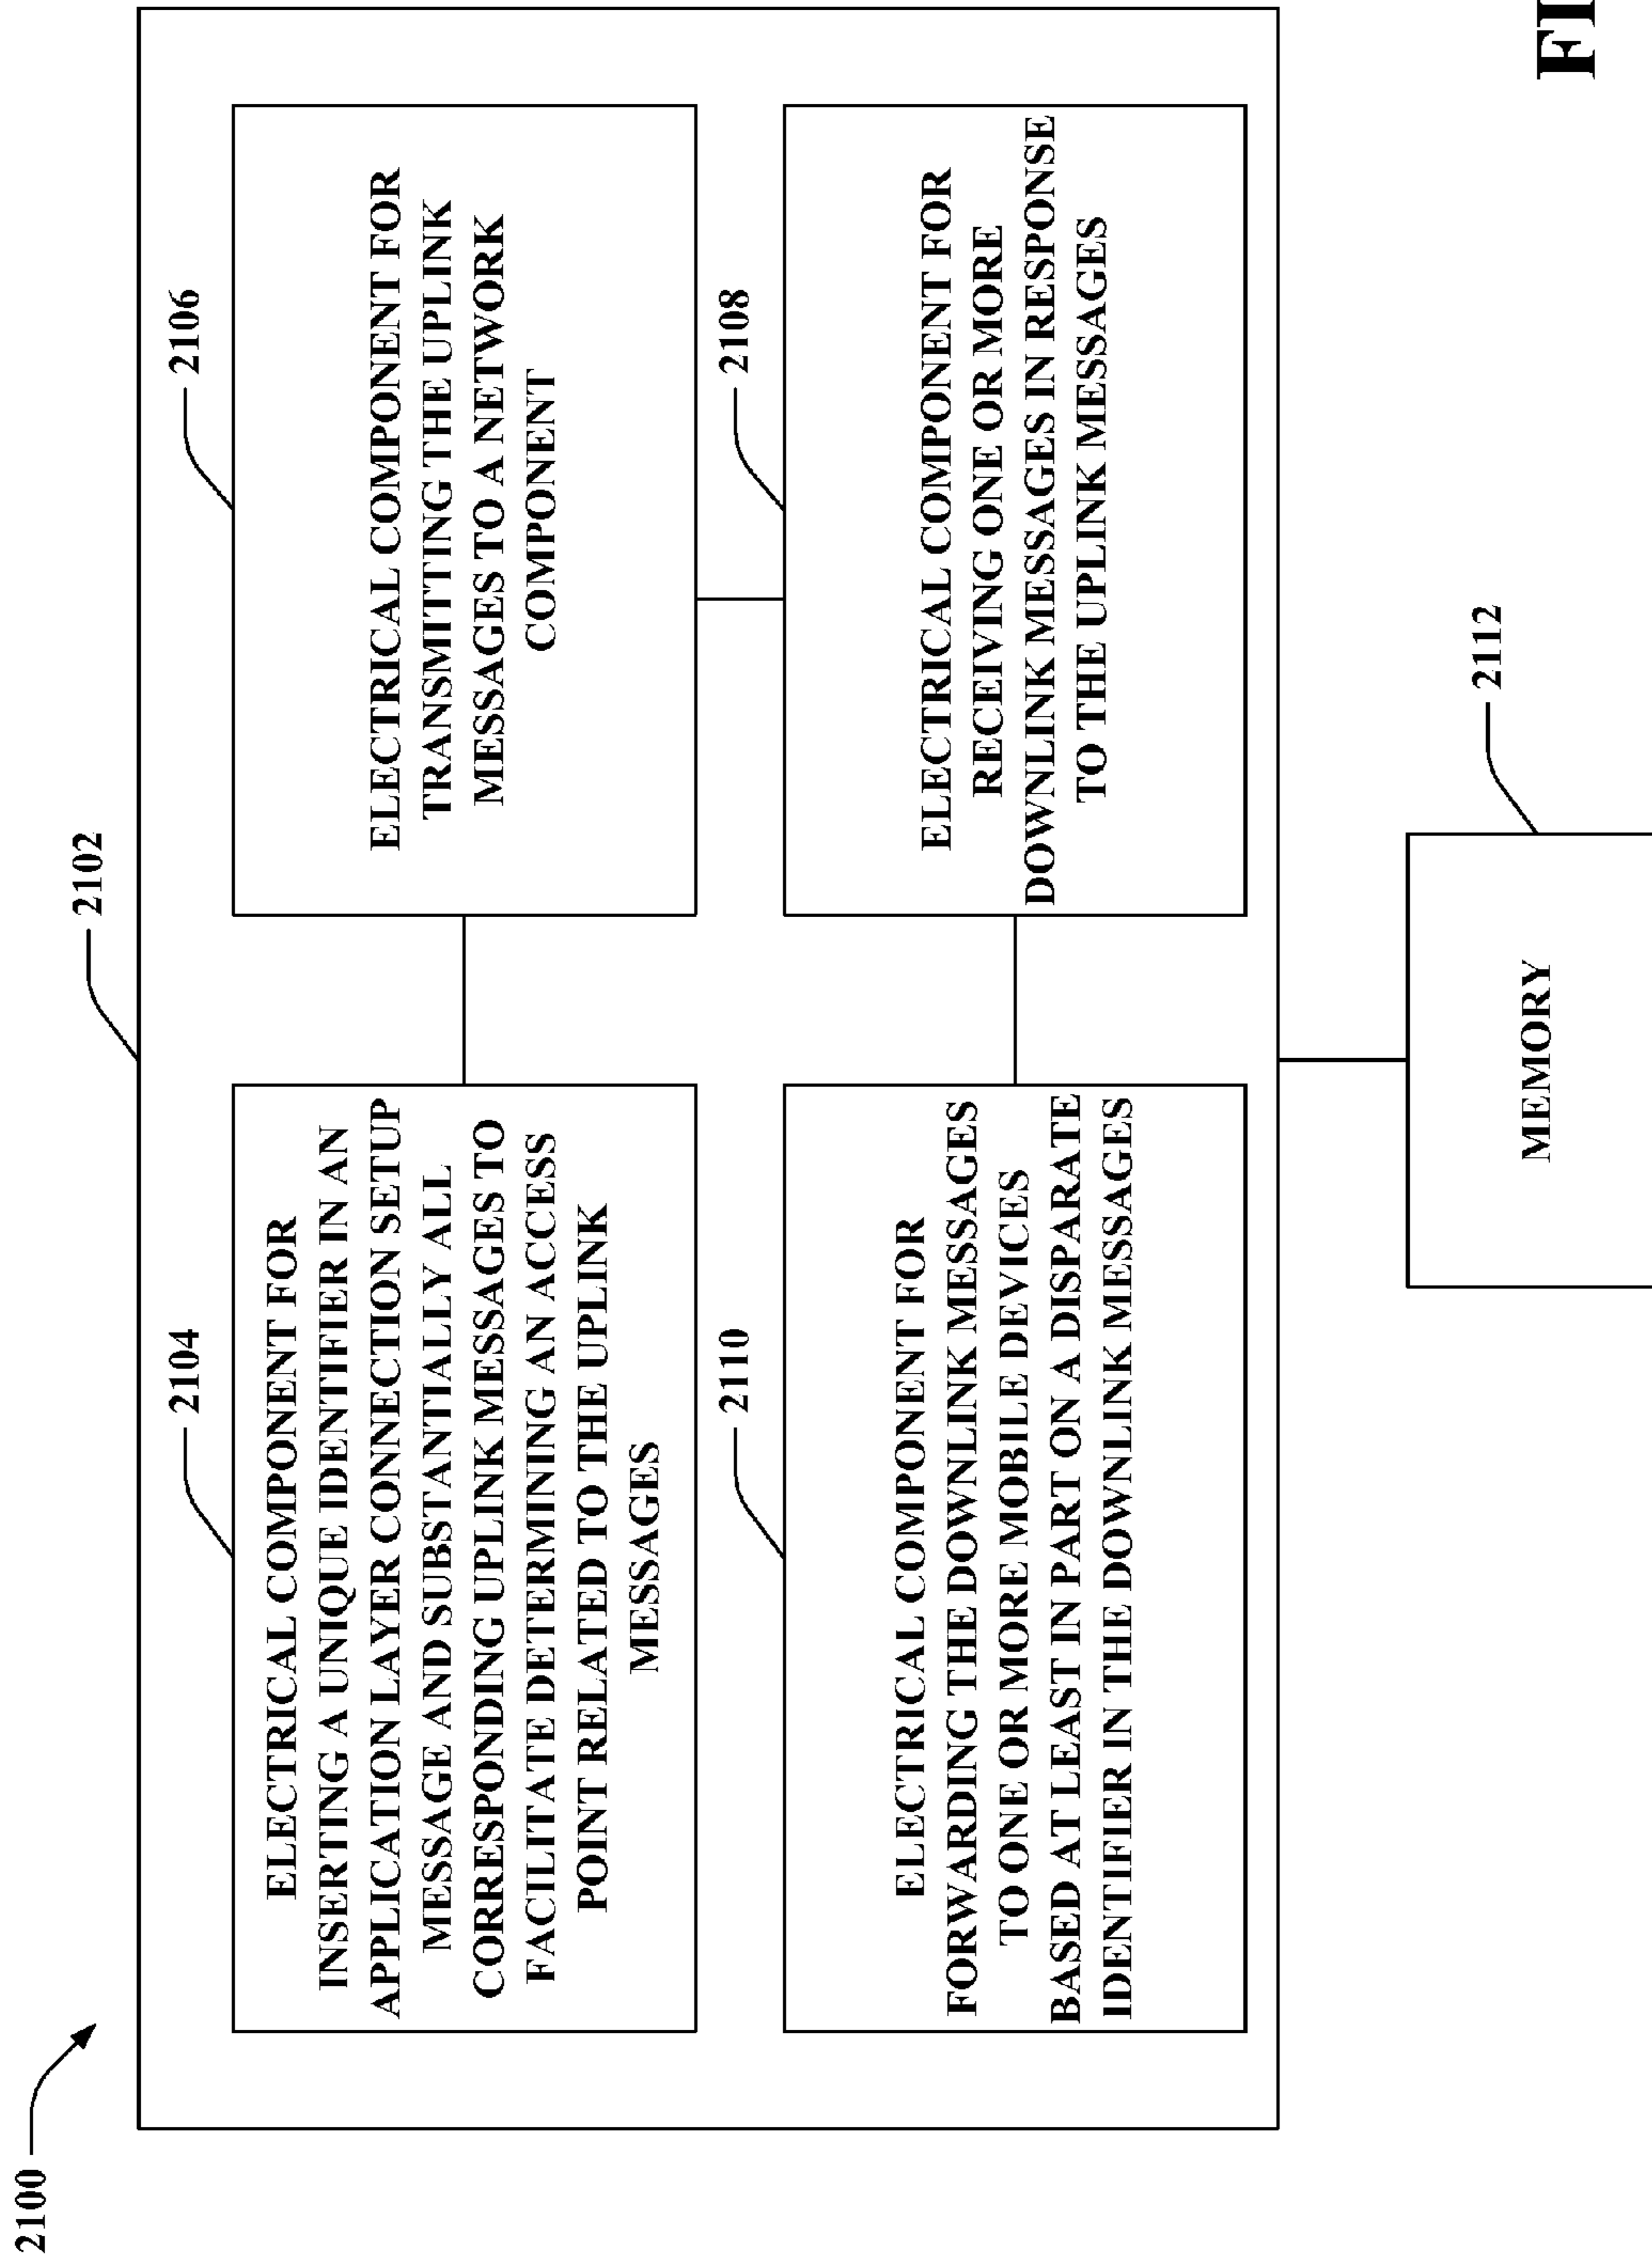 2100
2102
2104
ELECTRICAL COMPONENT FOR
INSERTING A UNIQUE IDENTIFIER IN AN
APPLICATION LAYER CONNECTION SETUP
MESSAGE AND SUBSTANTIALLY ALL
CORRESPONDING UPLINK MESSAGES TO
FACILITATE DETERMINING AN ACCESS
POINT RELATED TO THE UPLINK
MESSAGES
2106
ELECTRICAL COMPONENT FOR
TRANSMITTING THE UPLINK
MESSAGES TO A NETWORK
COMPONENT
2110
ELECTRICAL COMPONENT FOR
FORWARDING THE DOWNLINK MESSAGES
TO ONE OR MORE MOBILE DEVICES
BASED AT LEAST IN PART ON A DISPARATE
IDENTIFIER IN THE DOWNLINK MESSAGES
2108
ELECTRICAL COMPONENT FOR
RECEIVING ONE OR MORE
DOWNLINK MESSAGES IN RESPONSE
TO THE UPLINK MESSAGES
2112
MEMORY
FI